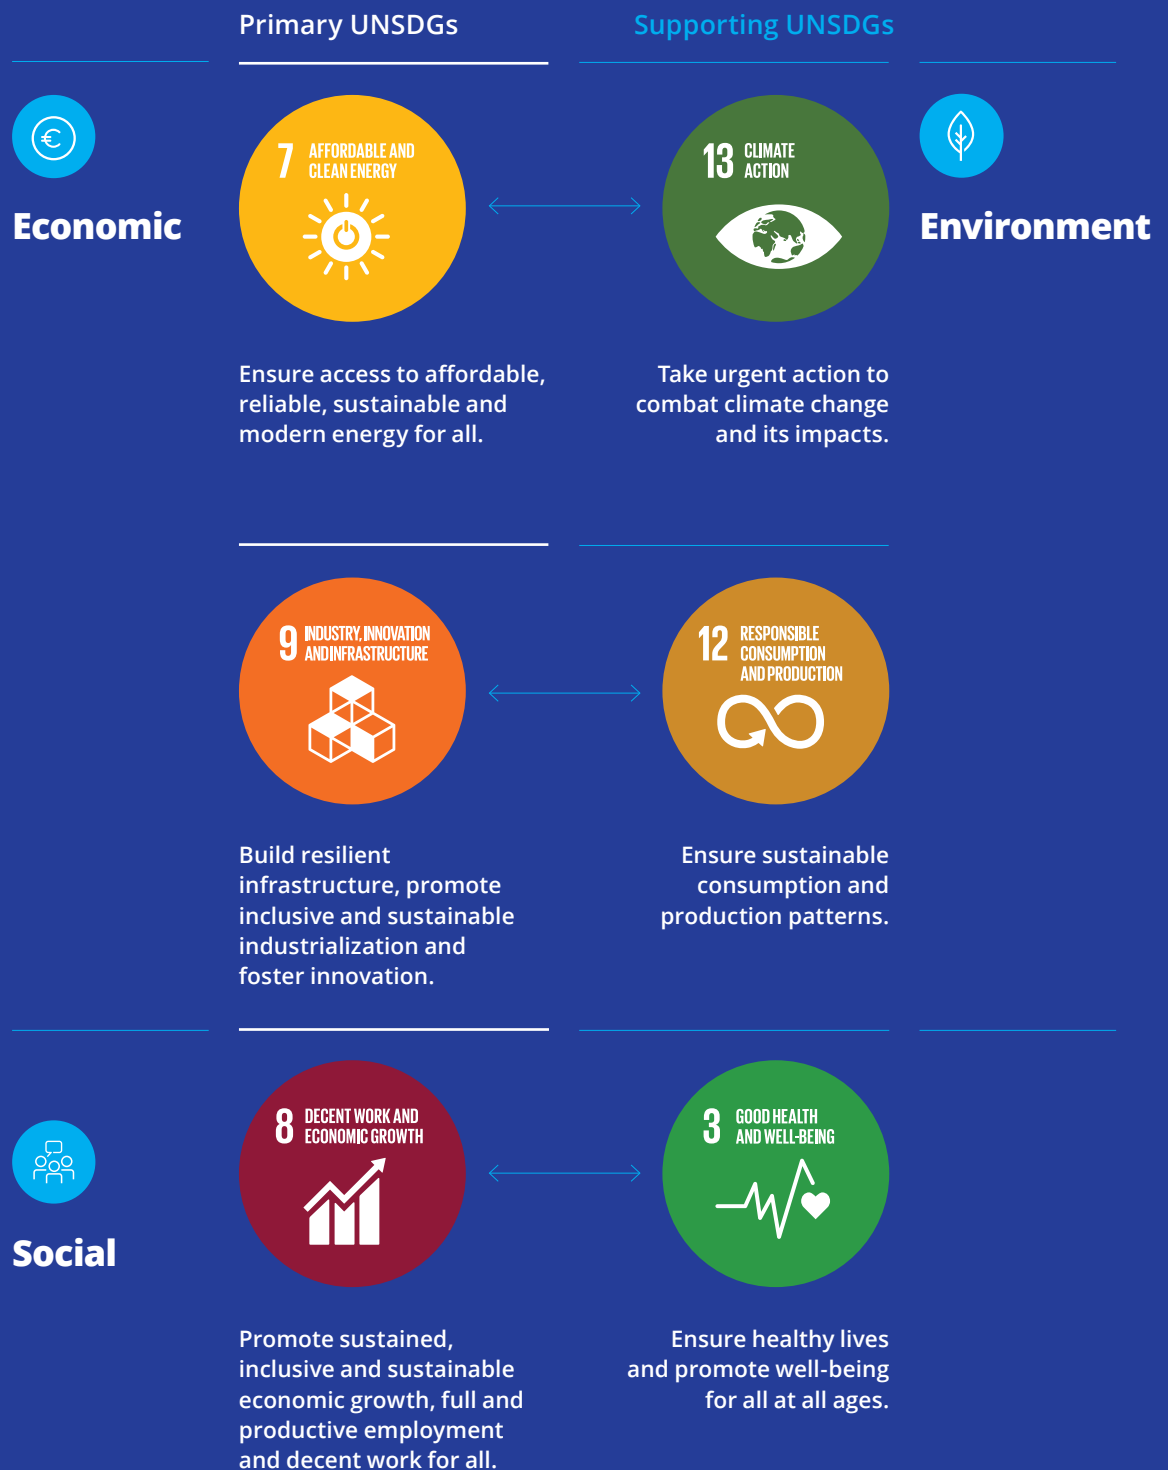 Primary UNSDGs
Supporting UNSDGs
€
Economic
7 AFFORDABLE AND
CLEAN ENERGY
13 CLIMATE
ACTION
Environment
Ensure access to affordable,
reliable, sustainable and
modern energy for all.
Take urgent action to
combat climate change
and its impacts.
9 INDUSTRY, INNOVATION
AND INFRASTRUCTURE
12 RESPONSIBLE
CONSUMPTION
AND PRODUCTION
Build resilient
infrastructure, promote
inclusive and sustainable
industrialization and
foster innovation.
Ensure sustainable
consumption and
production patterns.
Social
8 DECENT WORK AND
ECONOMIC GROWTH
3 GOOD HEALTH
AND WELL-BEING
Promote sustained,
inclusive and sustainable
economic growth, full and
productive employment
and decent work for all.
Ensure healthy lives
and promote well-being
for all at all ages.